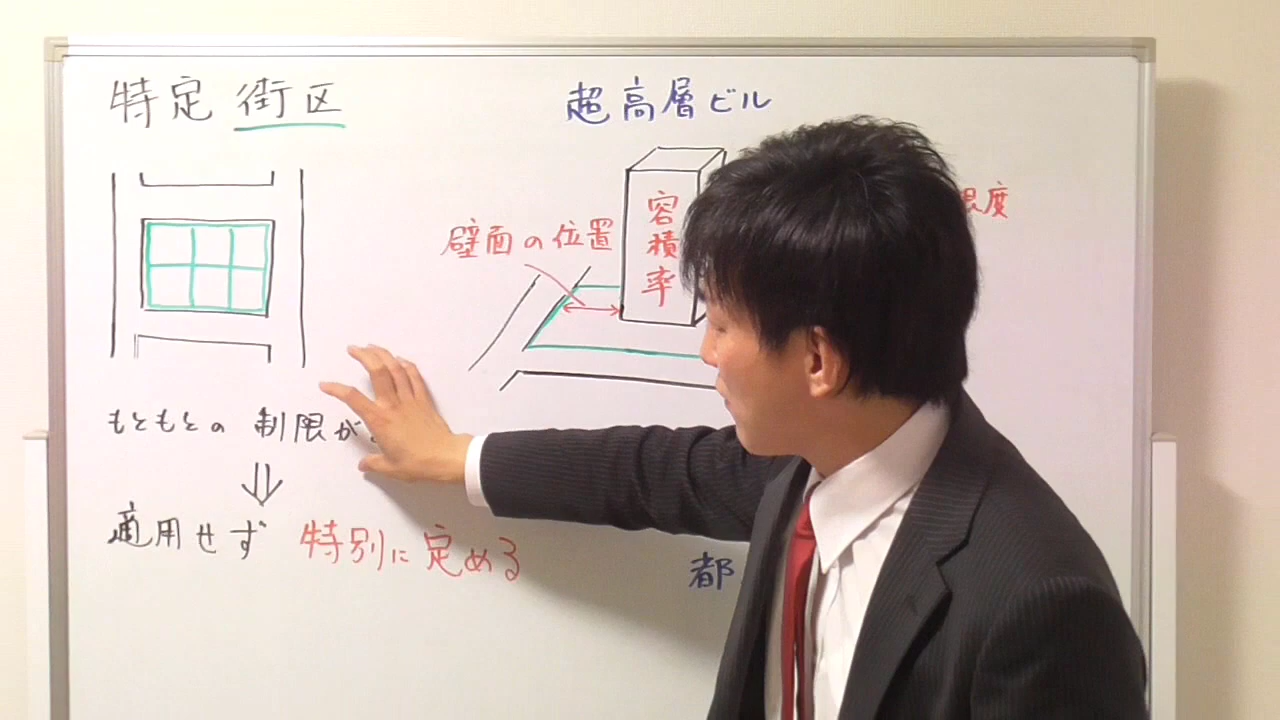 特定街区
超高層ビル
容積率
壁面の位置
限度
もともとの制限が
適用せず 特別に定める
都